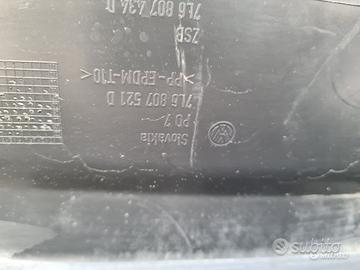 Slovakia
PO 7
7L6 807 521 D
>PP-EPDM-T10<
ZSB
7L6 807 434 D
subito